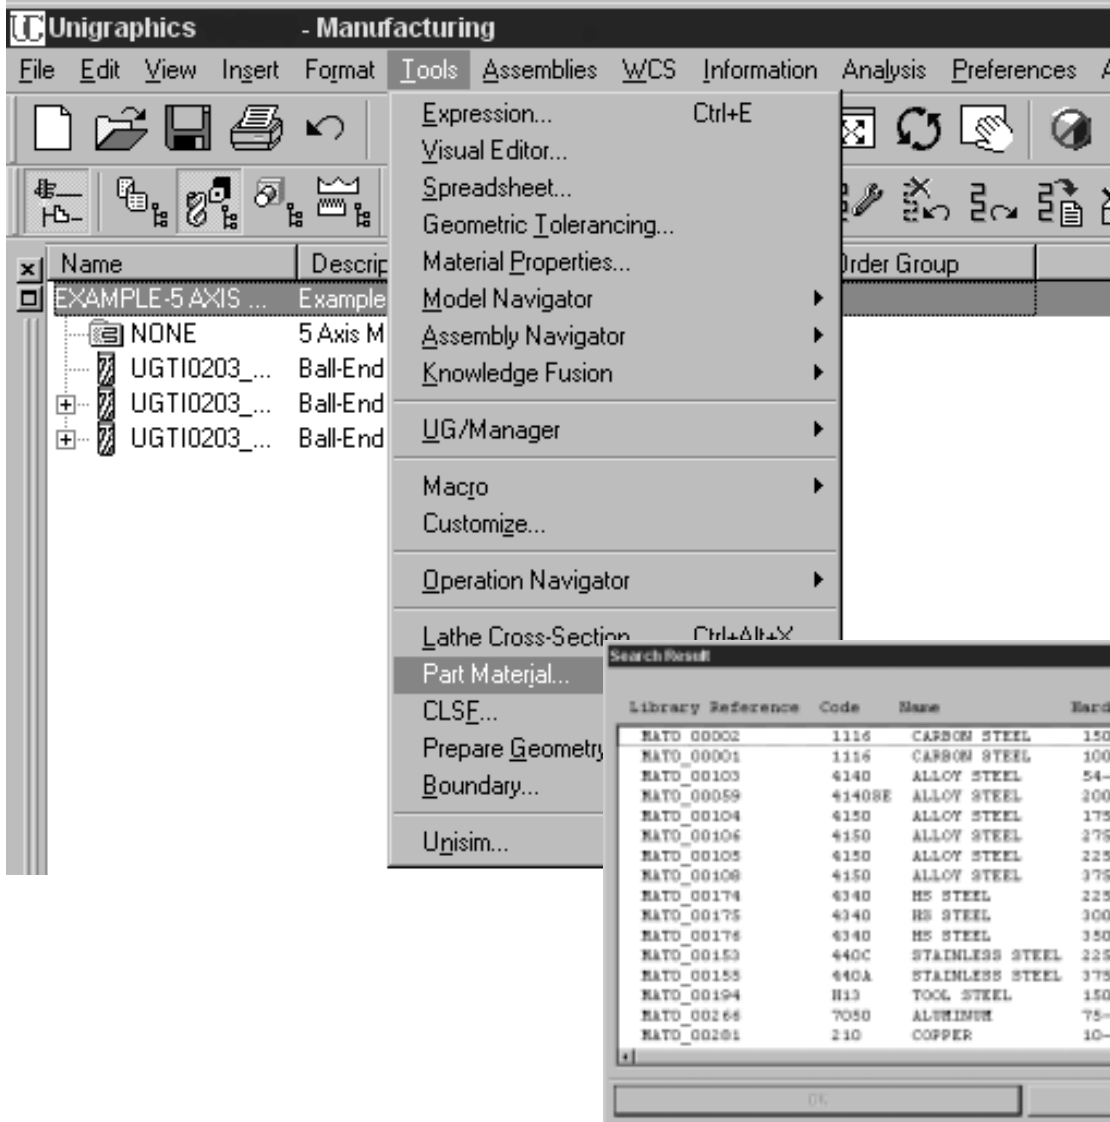 UG Unigraphics - Manufacturing
File Edit View Insert Format Tools Assemblies WCS Information Analysis Preferences A
Expression... Ctrl+E
Visual Editor...
Spreadsheet...
Geometric Tolerancing...
Material Properties...
Model Navigator
Assembly Navigator
Knowledge Fusion
UG/Manager
Macro
Customize...
Operation Navigator
Lathe Cross-Section Ctrl+Alt+X
Part Material...
CLSF...
Prepare Geometry
Boundary...
Unisim...
Name Descrip Order Group
EXAMPLE-5 AXIS ... Example
NONE 5 Axis M
UGTI0203_... Ball-End
UGTI0203_... Ball-End
UGTI0203_... Ball-End
Search Result
Library Reference Code Name Hard
MATO_00002 1116 CARBON STEEL 150
MATO_00001 1116 CARBON STEEL 100
MATO_00103 4140 ALLOY STEEL 54-
MATO_00059 4140SE ALLOY STEEL 200
MATO_00104 4150 ALLOY STEEL 175
MATO_00106 4150 ALLOY STEEL 275
MATO_00105 4150 ALLOY STEEL 225
MATO_00108 4150 ALLOY STEEL 375
MATO_00174 4340 HS STEEL 225
MATO_00175 4340 HS STEEL 300
MATO_00176 4340 HS STEEL 350
MATO_00153 440C STAINLESS STEEL 225
MATO_00155 440A STAINLESS STEEL 375
MATO_00194 H13 TOOL STEEL 150
MATO_00266 7050 ALUMINUM 75-
MATO_00281 210 COPPER 10-
OK